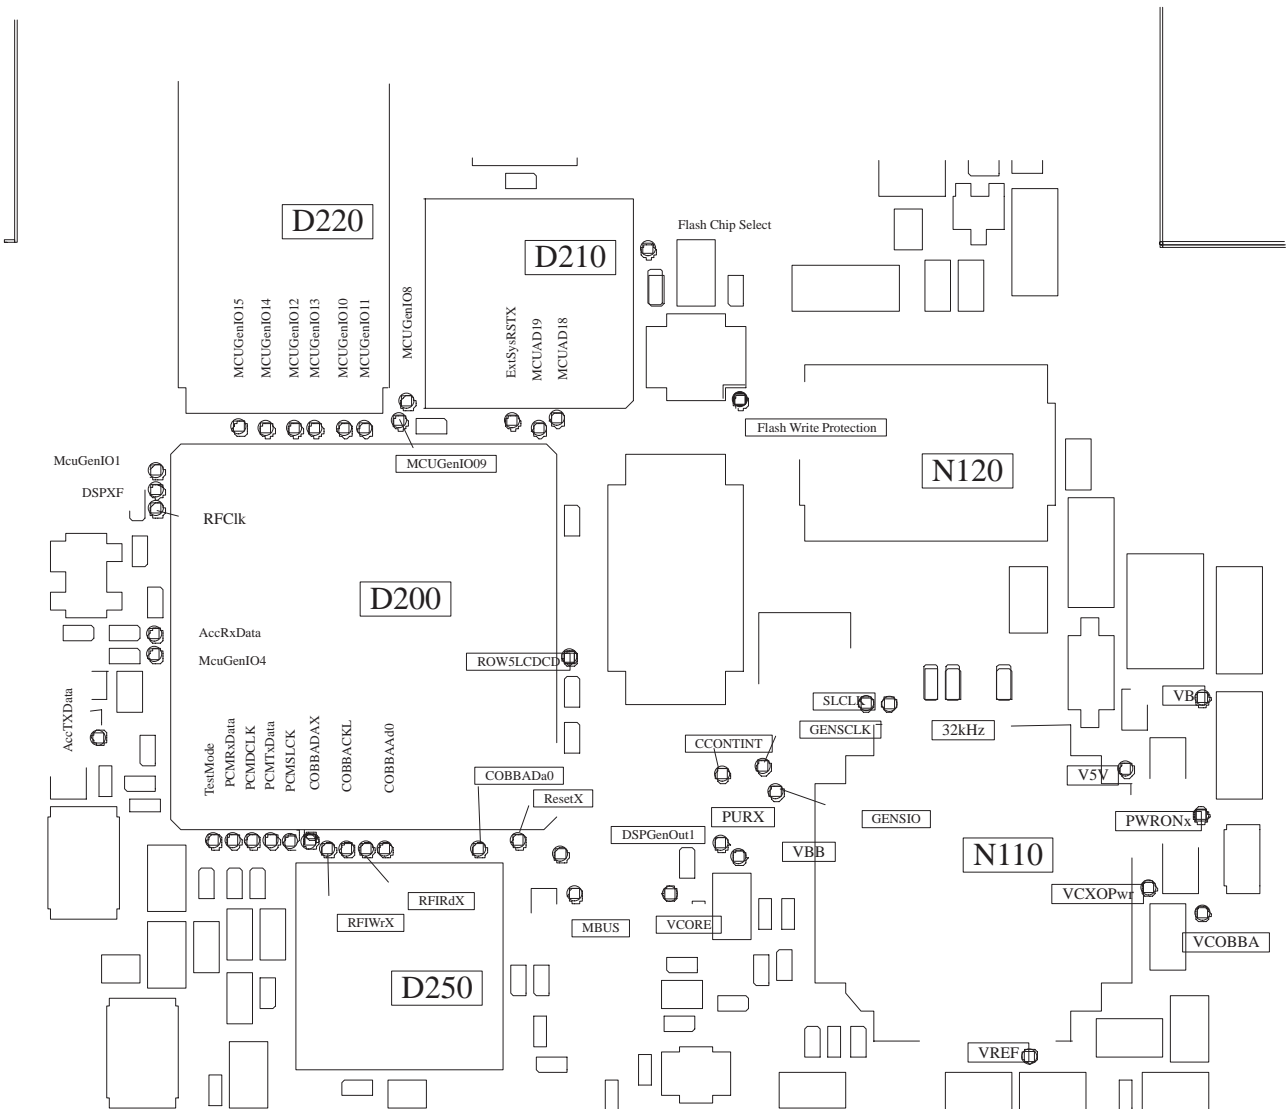 D220
Flash Chip Select
D210
MCUGenIO15
MCUGenIO14
MCUGenIO12
MCUGenIO13
MCUGenIO10
MCUGenIO11
MCUGenIO8
ExtSysRSTX
MCUAD19
MCUAD18
Flash Write Protection
McuGenIO1
MCUGenIO09
N120
DSPXF
RFClk
D200
AccRxData
McuGenIO4
ROW5LCDCD
AccTXData
SLCLK
VB
GENSCLK
32kHz
CCONTINT
TestMode
PCMRxData
PCMDCLK
PCMTxData
PCMSLCK
COBBADAX
COBBACKL
COBBAAd0
COBBADa0
V5V
ResetX
PURX
GENSIO
PWRONx
DSPGenOut1
VBB
N110
RFIRdX
VCXOPwr
RFIWrX
MBUS
VCORE
VCOBBA
D250
VREF